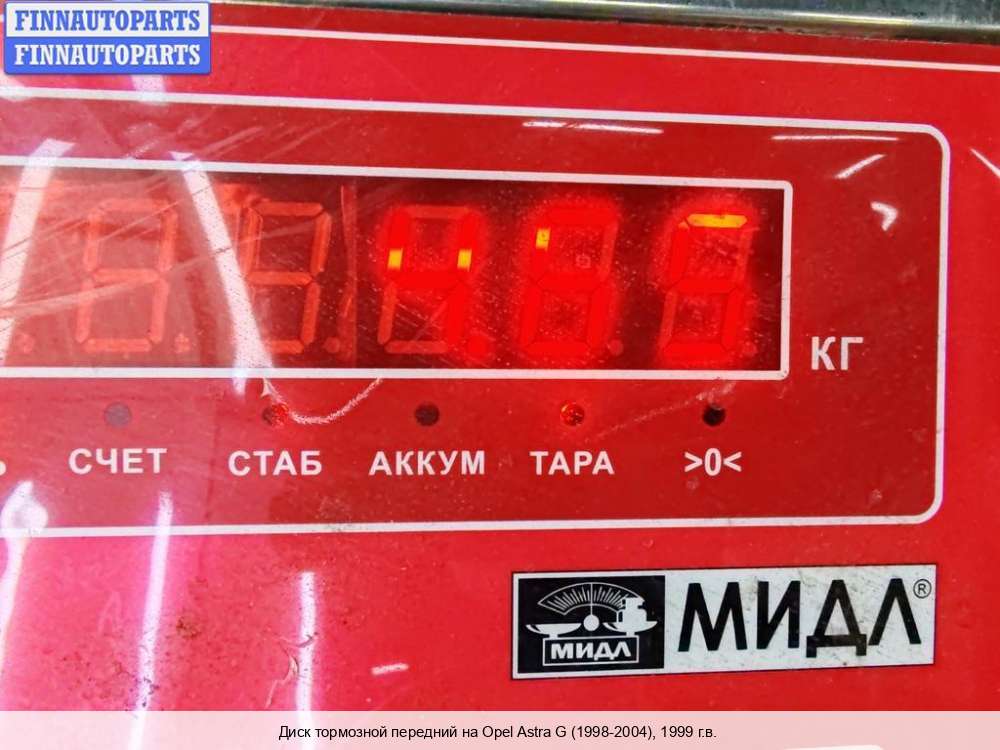 FINNAUTOPARTS
FINNAUTOPARTS
КГ
СЧЕТ СТАБ АККУМ ТАРА >0<
МИДЛ МИДЛ®
Диск тормозной передний на Opel Astra G (1998-2004), 1999 г.в.